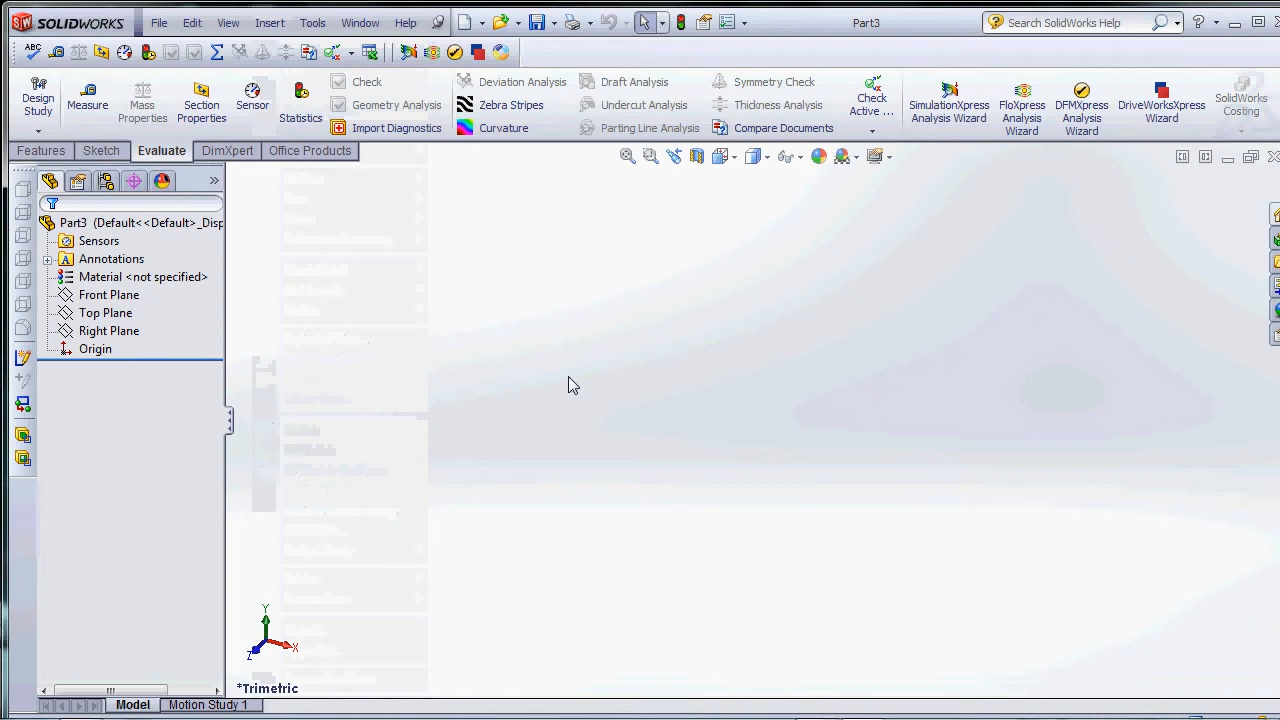 SOLIDWORKS File Edit View Insert Tools Window Help Part3 Search SolidWorks Help ?
ABC
Design Study
Measure
Mass Properties
Section Properties
Sensor
Statistics
Check
Geometry Analysis
Import Diagnostics
Deviation Analysis
Zebra Stripes
Curvature
Draft Analysis
Undercut Analysis
Parting Line Analysis
Symmetry Check
Thickness Analysis
Compare Documents
Check Active ...
SimulationXpress Analysis Wizard
FloXpress Analysis Wizard
DFMXpress Analysis Wizard
DriveWorksXpress Wizard
SolidWorks Costing
Features Sketch Evaluate DimXpert Office Products
Part3 (Default<<Default>_Disp
Sensors
Annotations
Material <not specified>
Front Plane
Top Plane
Right Plane
Origin
Y
X
Z
*Trimetric
Model Motion Study 1